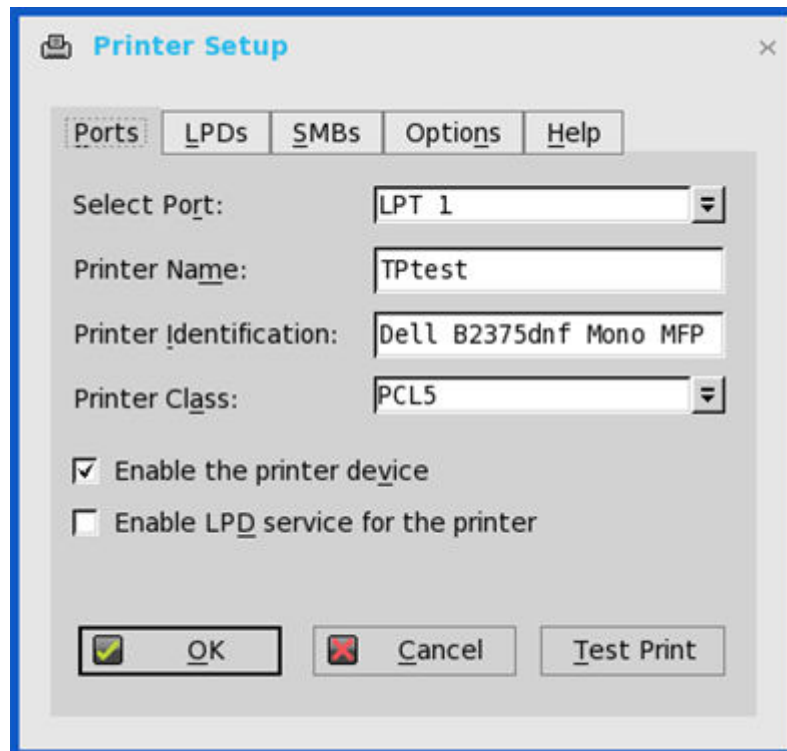 Printer Setup
Ports LPDs SMBs Options Help
Select Port: LPT 1
Printer Name: TPtest
Printer Identification: Dell B2375dnf Mono MFP
Printer Class: PCL5
Enable the printer device
Enable LPD service for the printer
OK Cancel Test Print